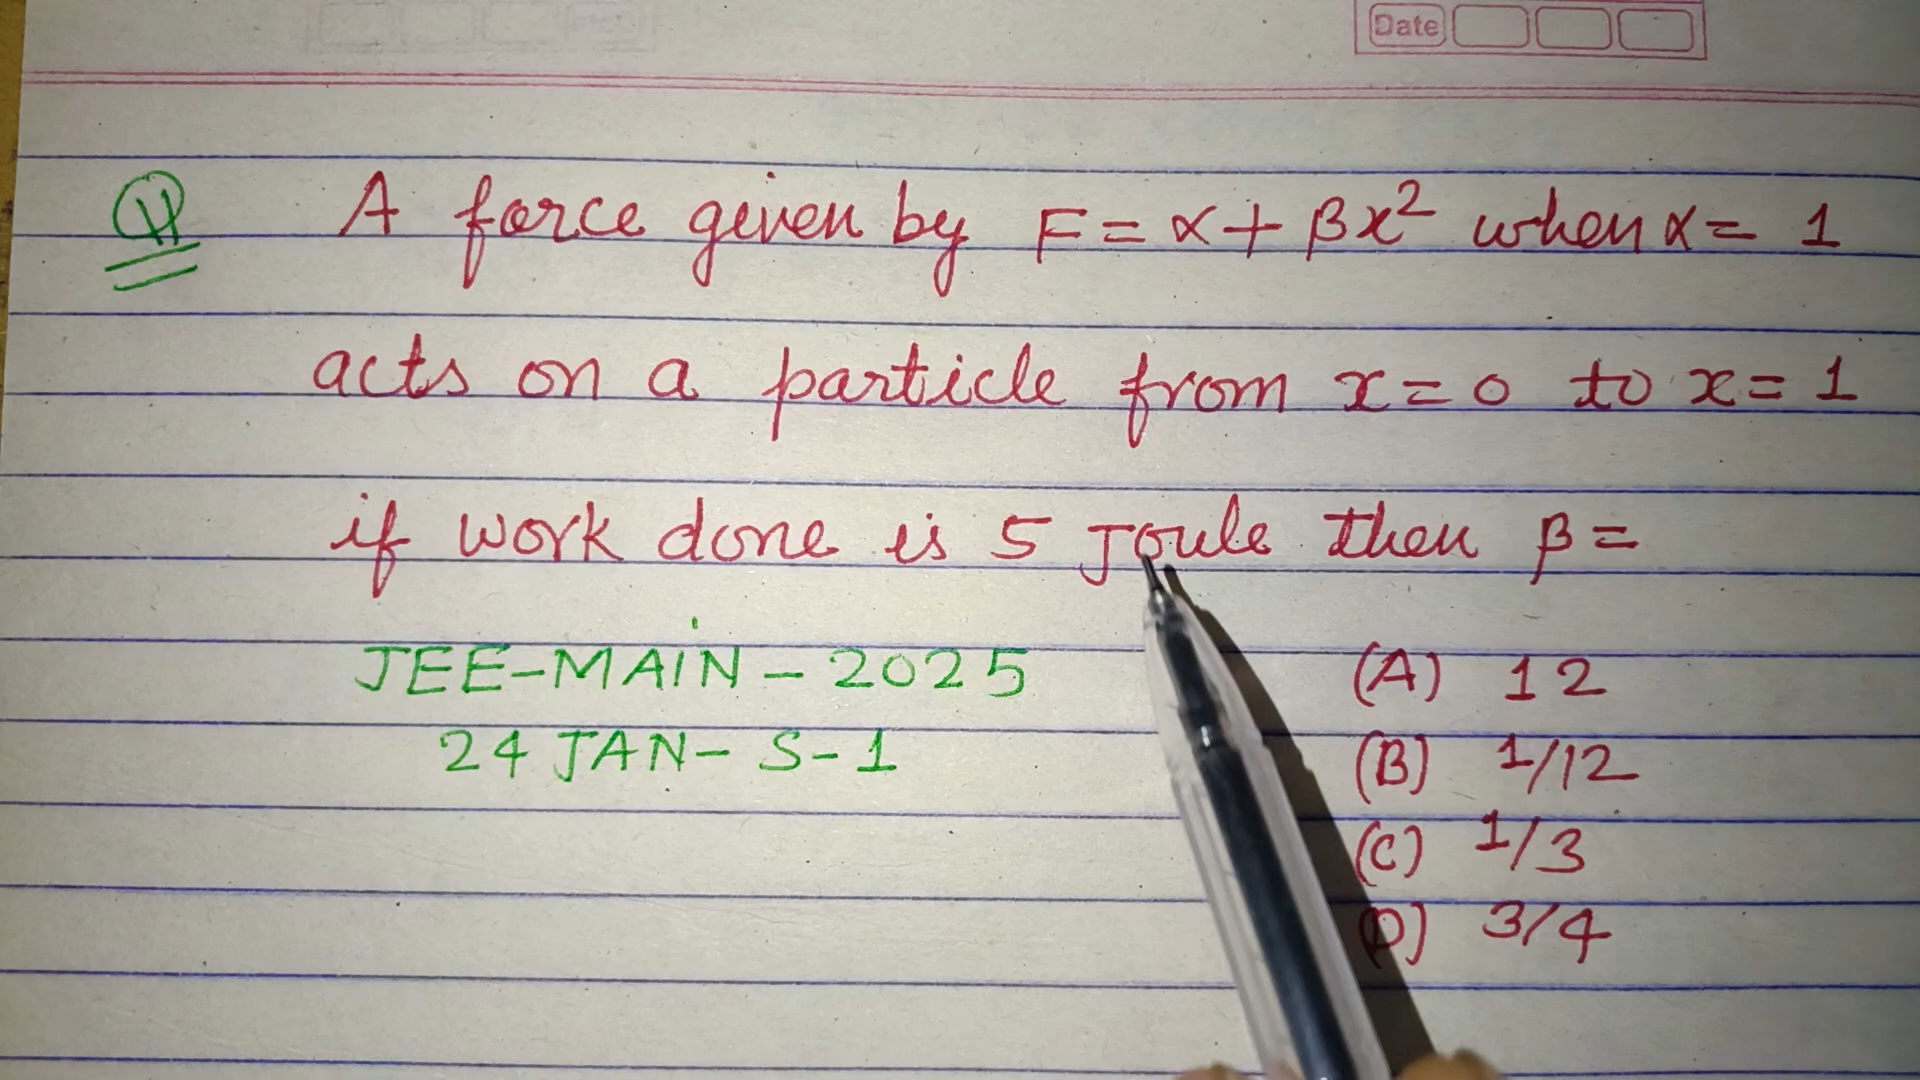 Date
Q A force given by F = α + βx² when α = 1
acts on a particle from x = 0 to x = 1
if work done is 5 Joule then β =
JEE-MAIN - 2025
24 JAN- S-1
(A) 12
(B) 1/12
(C) 1/3
(D) 3/4